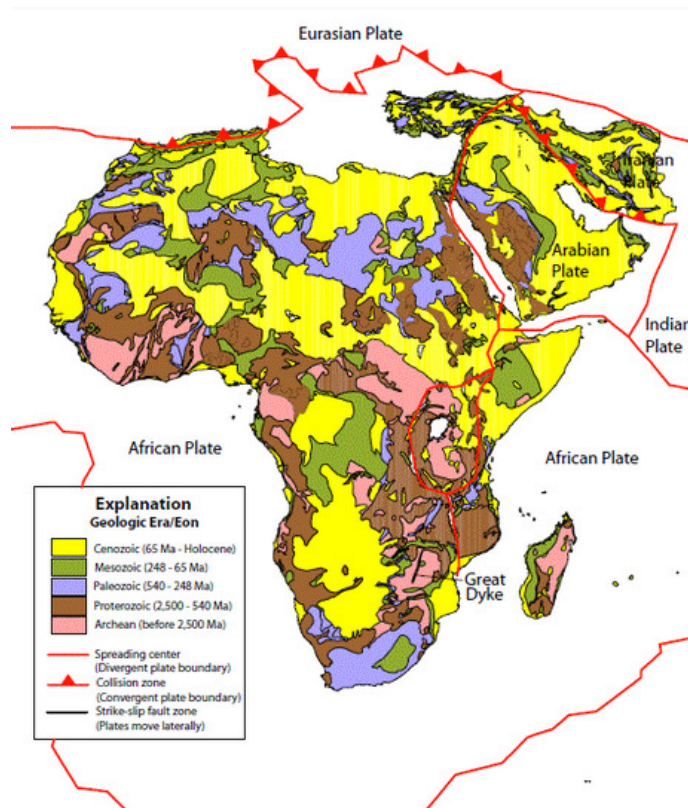 Eurasian Plate
Iranian
Plate
Arabian
Plate
Indian
Plate
African Plate
African Plate
Great
Dyke
Explanation
Geologic Era/Eon
Cenozoic (65 Ma - Holocene)
Mesozoic (248 - 65 Ma)
Paleozoic (540 - 248 Ma)
Proterozoic (2,500 - 540 Ma)
Archean (before 2,500 Ma)
Spreading center
(Divergent plate boundary)
Collision zone
(Convergent plate boundary)
Strike-slip fault zone
(Plates move laterally)